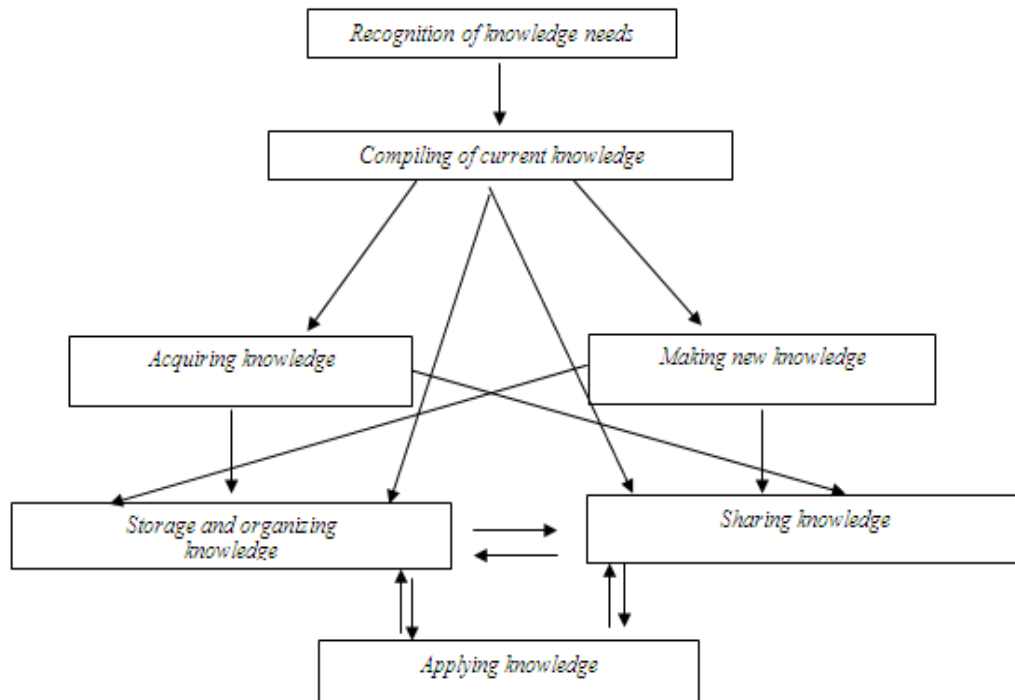 Recognition of knowledge needs
Compiling of current knowledge
Acquiring knowledge
Making new knowledge
Storage and organizing
knowledge
Sharing knowledge
Applying knowledge